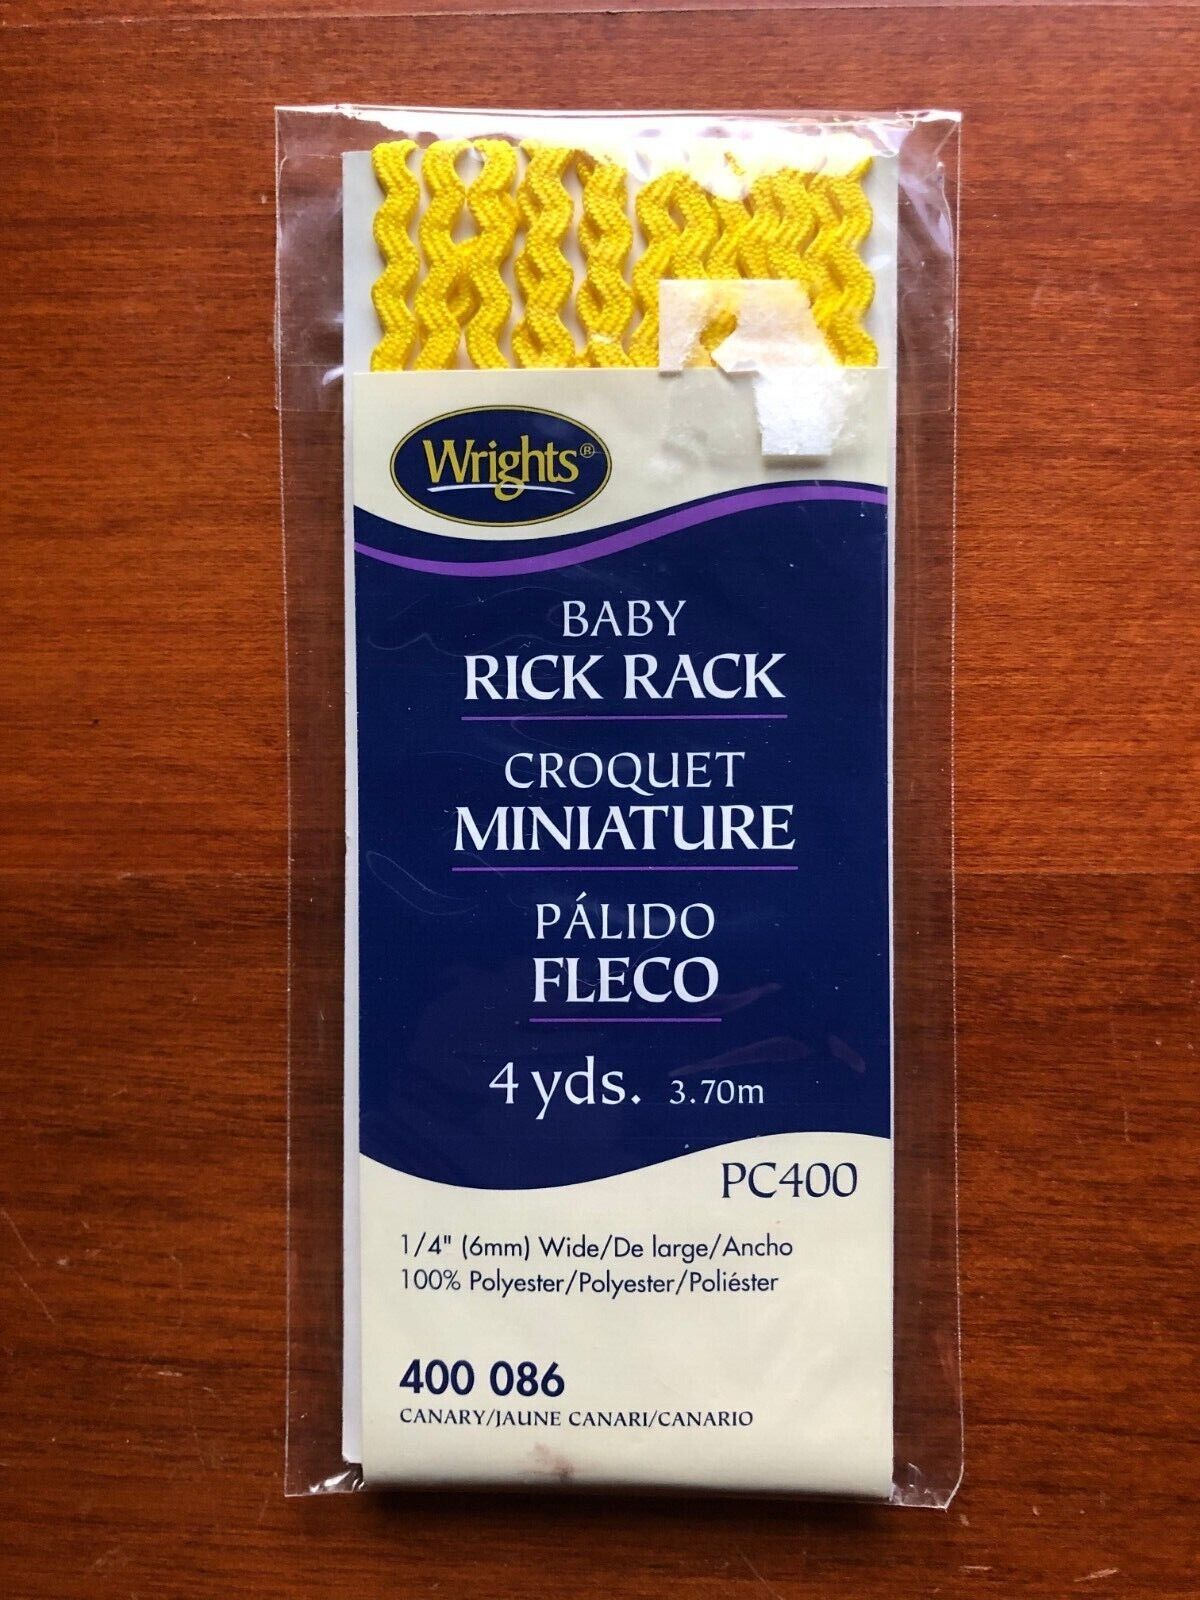 Wrights®
BABY
RICK RACK
CROQUET
MINIATURE
PÁLIDO
FLECO
4 yds. 3.70m
PC400
1/4" (6mm) Wide/De large/Ancho
100% Polyester/Polyester/Poliéster
400 086
CANARY/JAUNE CANARI/CANARIO